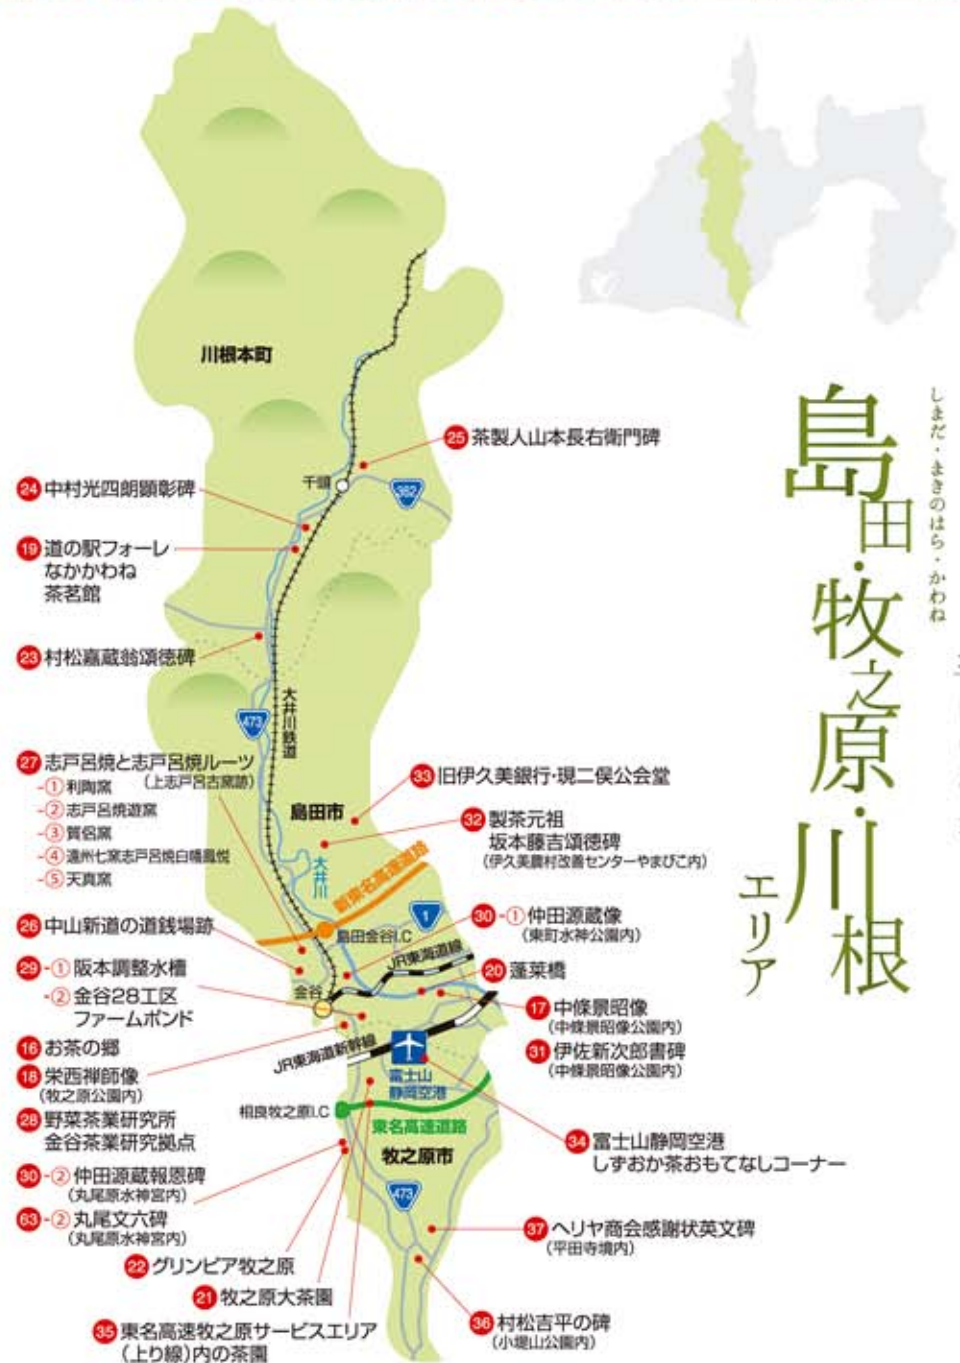 島田・牧之原・川根
エリア
しまだ・まきのはら・かわね
川根本町
25 茶製人山本長右衛門碑
千頭
362
24 中村光四朗顕彰碑
19 道の駅フォーレ
なかかわね
茶茗館
23 村松嘉蔵翁頌徳碑
大井川鉄道
473
27 志戸呂焼と志戸呂焼ルーツ
(上志戸呂古窯跡)
-① 利陶窯
-② 志戸呂焼遊窯
-③ 質侶窯
-④ 遠州七窯志戸呂焼白幡鳳悦
-⑤ 天真窯
島田市
33 旧伊久美銀行・現二俣公会堂
32 製茶元祖
坂本藤吉頌徳碑
(伊久美農村改善センターやまびこ内)
大井川
新東名高速道路
島田金谷I.C
1
26 中山新道の道銭場跡
30-① 仲田源蔵像
(東町水神公園内)
JR東海道線
20 蓬莱橋
29-① 阪本調整水槽
-② 金谷28工区
ファームポンド
金谷
17 中條景昭像
(中條景昭像公園内)
31 伊佐新次郎書碑
(中條景昭像公園内)
16 お茶の郷
18 栄西禅師像
(牧之原公園内)
JR東海道新幹線
富士山
静岡空港
28 野菜茶業研究所
金谷茶業研究拠点
相良牧之原I.C
東名高速道路
牧之原市
34 富士山静岡空港
しずおか茶おもてなしコーナー
30-② 仲田源蔵報恩碑
(丸尾原水神宮内)
63-② 丸尾文六碑
(丸尾原水神宮内)
473
37 ヘリヤ商会感謝状英文碑
(平田寺境内)
22 グリンピア牧之原
21 牧之原大茶園
35 東名高速牧之原サービスエリア
(上り線)内の茶園
36 村松吉平の碑
(小堤山公園内)